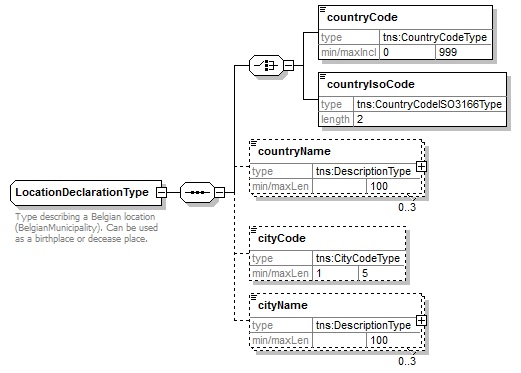 countryCode
type tns:CountryCodeType
min/maxIncl 0 999
countryIsoCode
type tns:CountryCodeISO3166Type
length 2
countryName
type tns:DescriptionType
min/maxLen 100
0..3
LocationDeclarationType
Type describing a Belgian location
(BelgianMunicipality). Can be used
as a birthplace or decease place.
cityCode
type tns:CityCodeType
min/maxLen 1 5
cityName
type tns:DescriptionType
min/maxLen 100
0..3